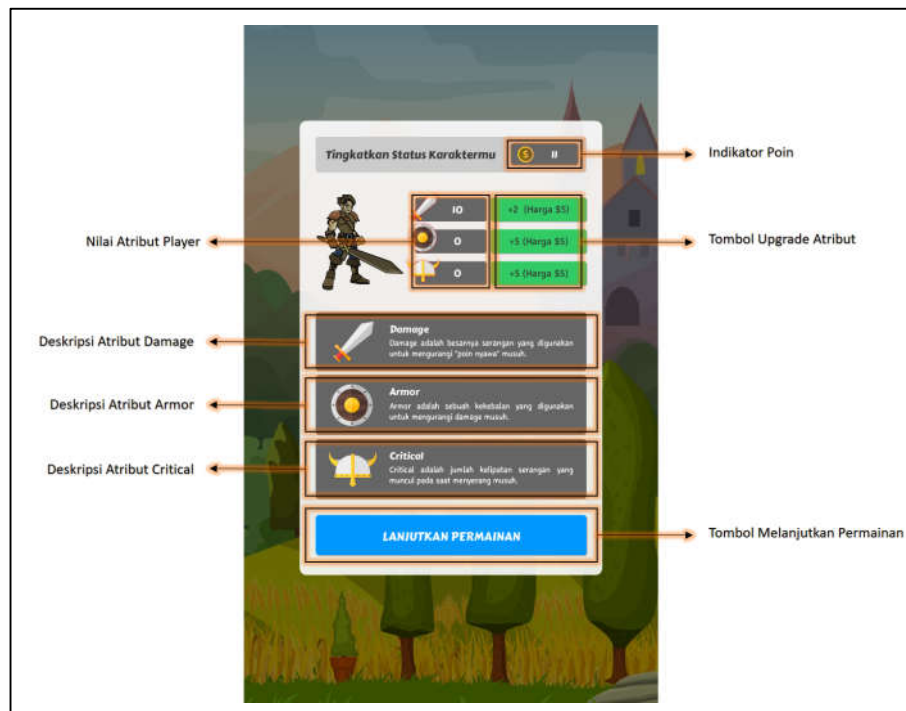 Tingkatkan Status Karaktermu
11
Indikator Poin
Nilai Atribut Player
10
+2 (Harga $5)
0
+5 (Harga $5)
0
+5 (Harga $5)
Tombol Upgrade Atribut
Deskripsi Atribut Damage
Damage
Damage adalah besarnya serangan yang digunakan
untuk mengurangi "poin nyawa" musuh.
Deskripsi Atribut Armor
Armor
Armor adalah sebuah kekebalan yang digunakan
untuk mengurangi damage musuh.
Deskripsi Atribut Critical
Critical
Critical adalah jumlah kelipatan serangan yang
muncul pada saat menyerang musuh.
LANJUTKAN PERMAINAN
Tombol Melanjutkan Permainan